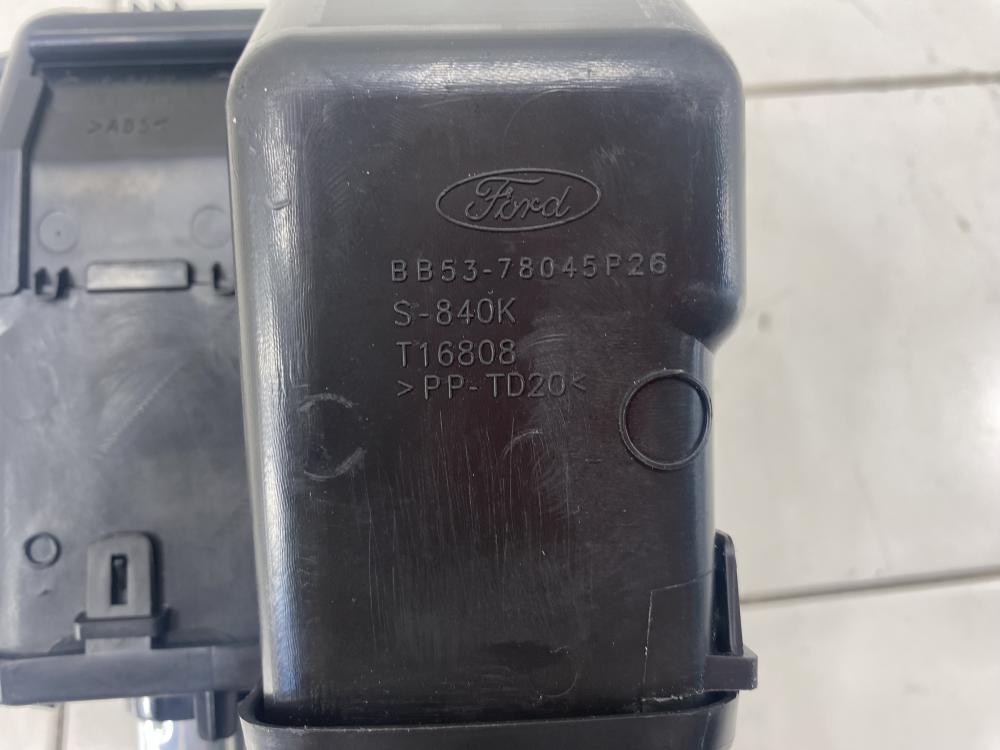 >ABS<
Ford
BB53-78045P26
S-840K
T16808
>PP-TD20<